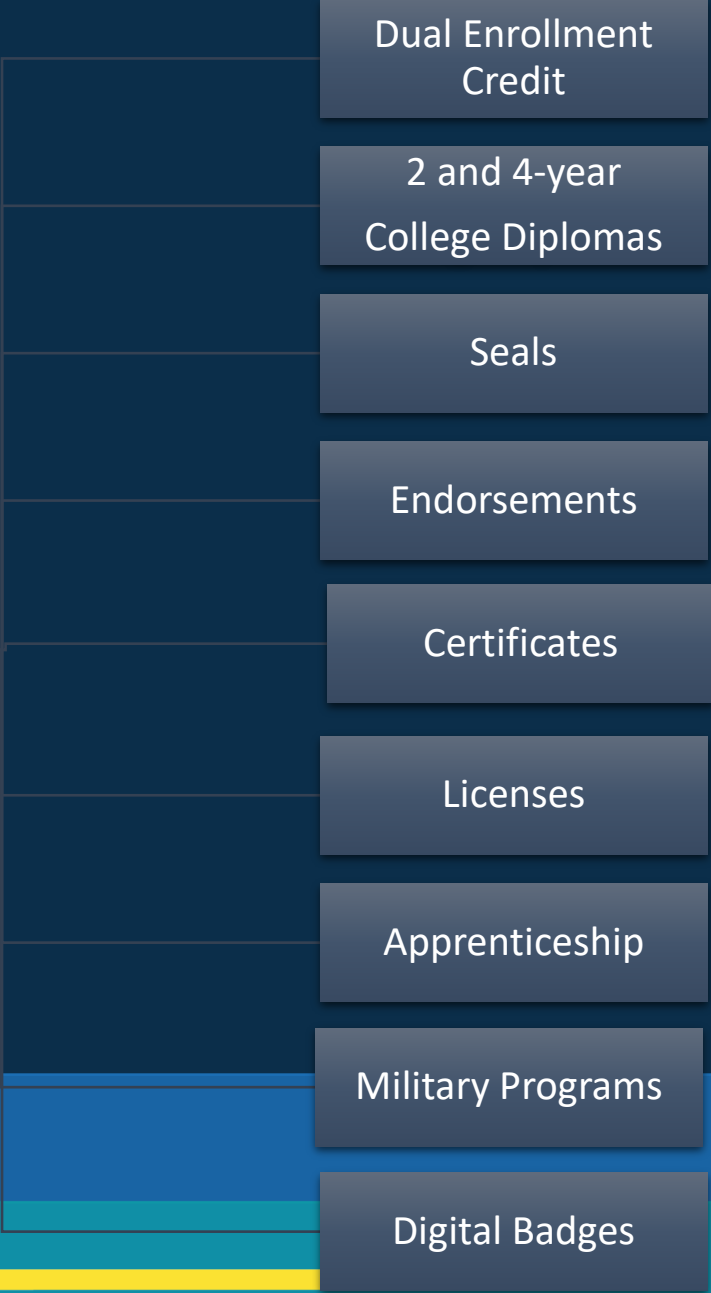 Dual Enrollment
Credit
2 and 4-year
College Diplomas
Seals
Endorsements
Certificates
Licenses
Apprenticeship
Military Programs
Digital Badges